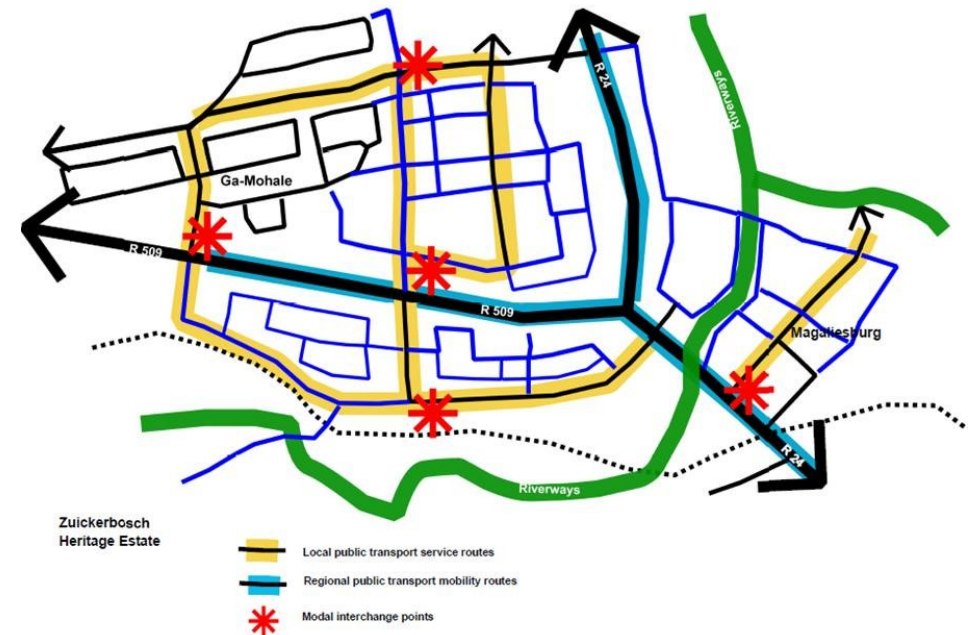 R 24
Riverways
Ga-Mohale
R 509
R 509
Magaliesburg
R 24
Riverways
Zuickerbosch
Heritage Estate
Local public transport service routes
Regional public transport mobility routes
Modal interchange points